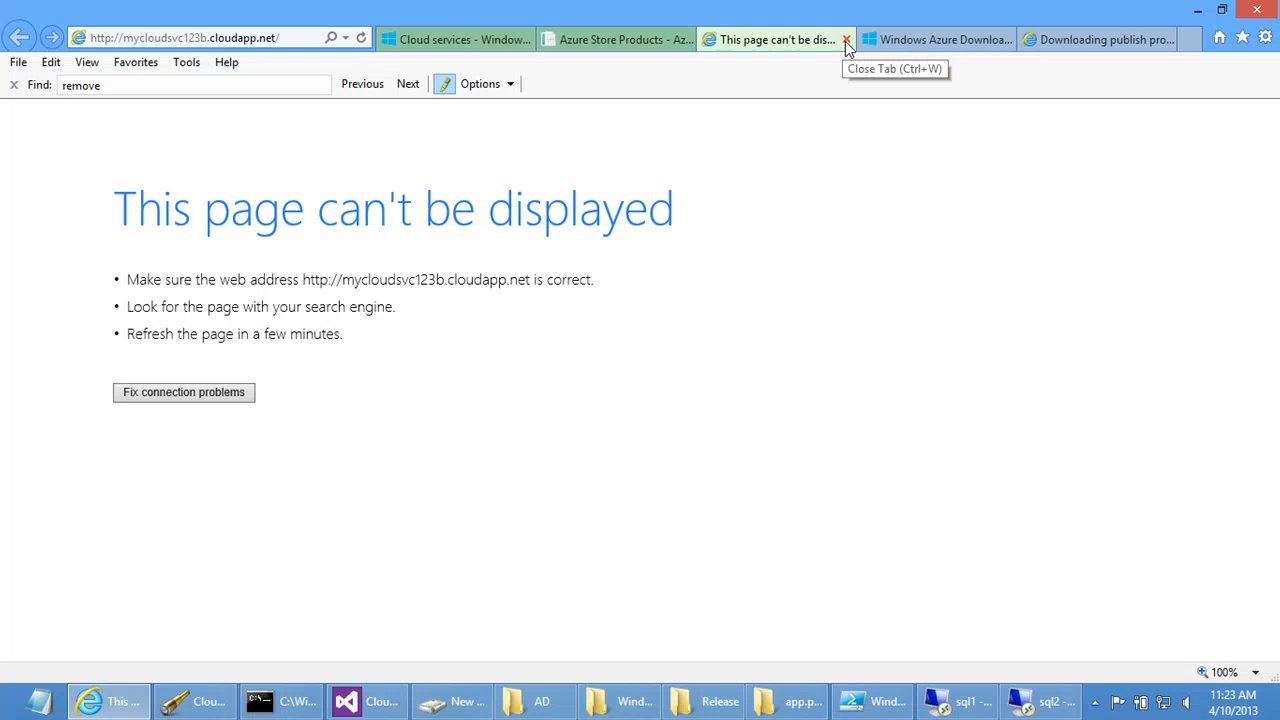 http://mycloudsvc123b.cloudapp.net/
Cloud services - Window...
Azure Store Products - Az...
This page can't be dis...
Windows Azure Downloa...
Downloading publish pro...
Close Tab (Ctrl+W)
File Edit View Favorites Tools Help
Find: remove Previous Next Options
This page can't be displayed
• Make sure the web address http://mycloudsvc123b.cloudapp.net is correct.
• Look for the page with your search engine.
• Refresh the page in a few minutes.
Fix connection problems
100%
This ...
Clou...
C:\Wi...
Clou...
New ...
AD
Wind...
Release
app.p...
Wind...
sql1 -...
sql2 -...
11:23 AM
4/10/2013